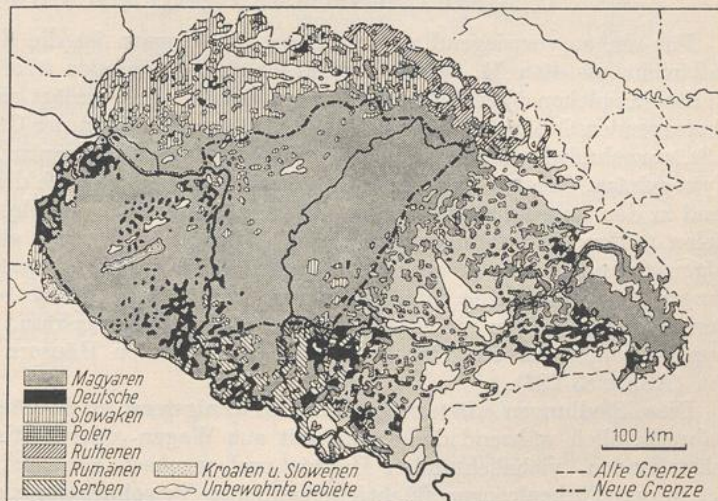 Magyaren
Deutsche
Slowaken
Polen
Ruthenen
Rumänen
Serben
Kroaten u. Slowenen
Unbewohnte Gebiete
100 km
Alte Grenze
Neue Grenze